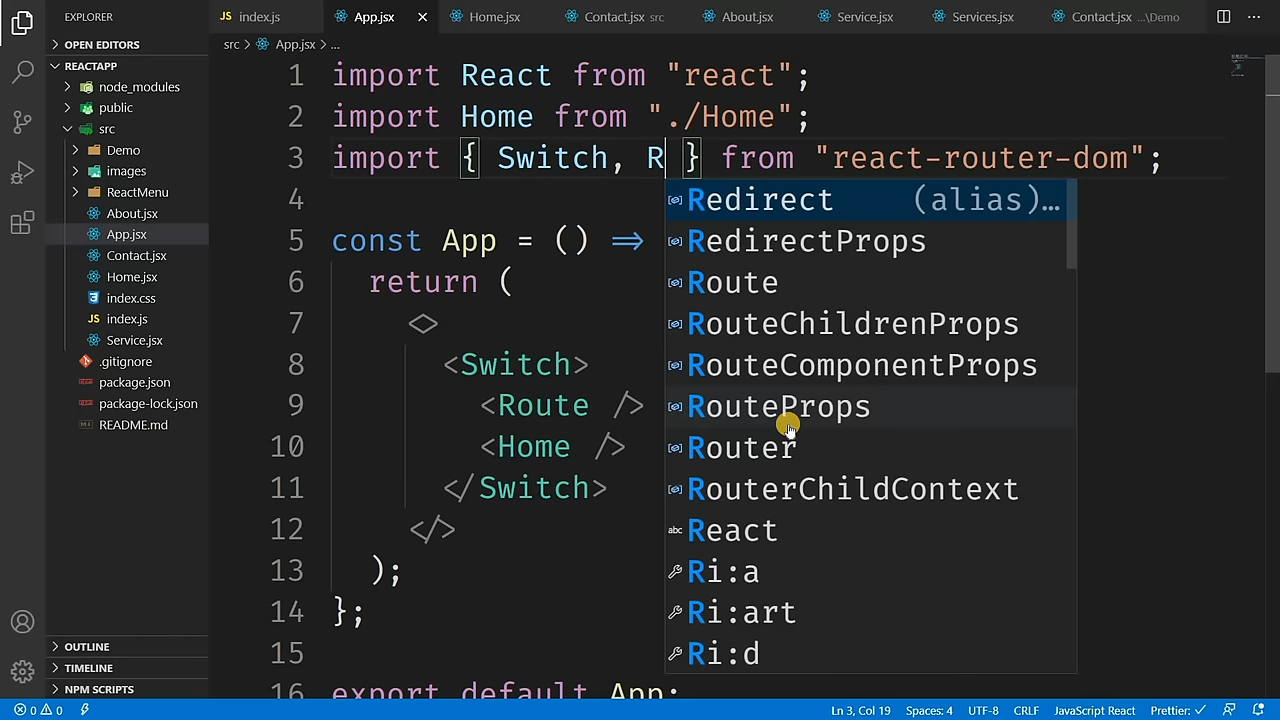 EXPLORER
index.js
App.jsx
Home.jsx
Contact.jsx src
About.jsx
Service.jsx
Services.jsx
Contact.jsx ...\Demo
OPEN EDITORS
REACTAPP
node_modules
public
src
Demo
images
ReactMenu
About.jsx
App.jsx
Contact.jsx
Home.jsx
index.css
index.js
Service.jsx
.gitignore
package.json
package-lock.json
README.md
OUTLINE
TIMELINE
NPM SCRIPTS
src > App.jsx > ...
1 import React from "react";
2 import Home from "./Home";
3 import { Switch, R } from "react-router-dom";
4
5 const App = () =>
6 return (
7 <>
8 <Switch>
9 <Route />
10 <Home />
11 </Switch>
12 </>
13 );
14 };
15
16 export default App;
Redirect (alias)...
RedirectProps
Route
RouteChildrenProps
RouteComponentProps
RouteProps
Router
RouterChildContext
abc React
Ri:a
Ri:art
Ri:d
0 0
Ln 3, Col 19 Spaces: 4 UTF-8 CRLF JavaScript React Prettier: ✓